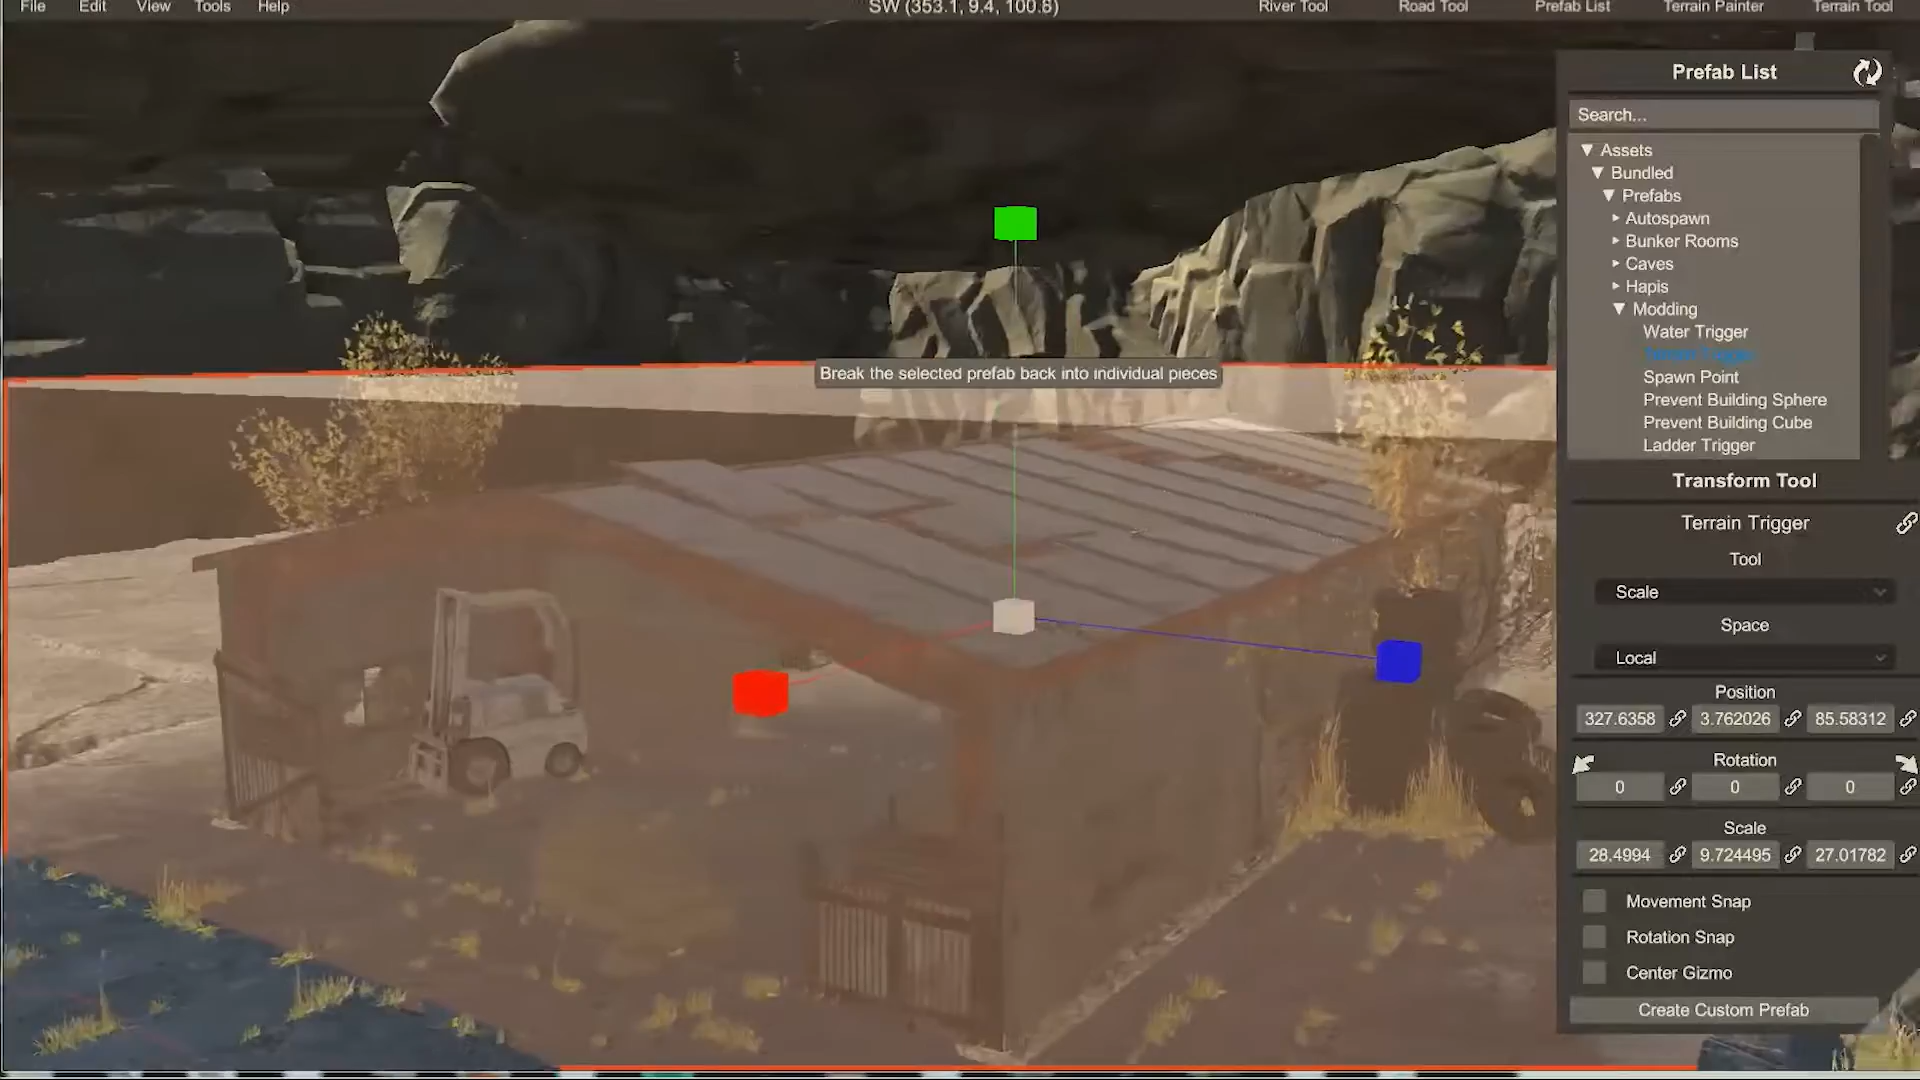 File Edit View Tools Help SW (353.1, 9.4, 100.8) River Tool Road Tool Prefab List Terrain Painter Terrain Tool
Prefab List
Search...
Assets
Bundled
Prefabs
Autospawn
Bunker Rooms
Caves
Hapis
Modding
Water Trigger
Terrain Trigger
Spawn Point
Prevent Building Sphere
Prevent Building Cube
Ladder Trigger
Break the selected prefab back into individual pieces
Transform Tool
Terrain Trigger
Tool
Scale
Space
Local
Position
327.6358 3.762026 85.58312
Rotation
0 0 0
Scale
28.4994 9.724495 27.01782
Movement Snap
Rotation Snap
Center Gizmo
Create Custom Prefab